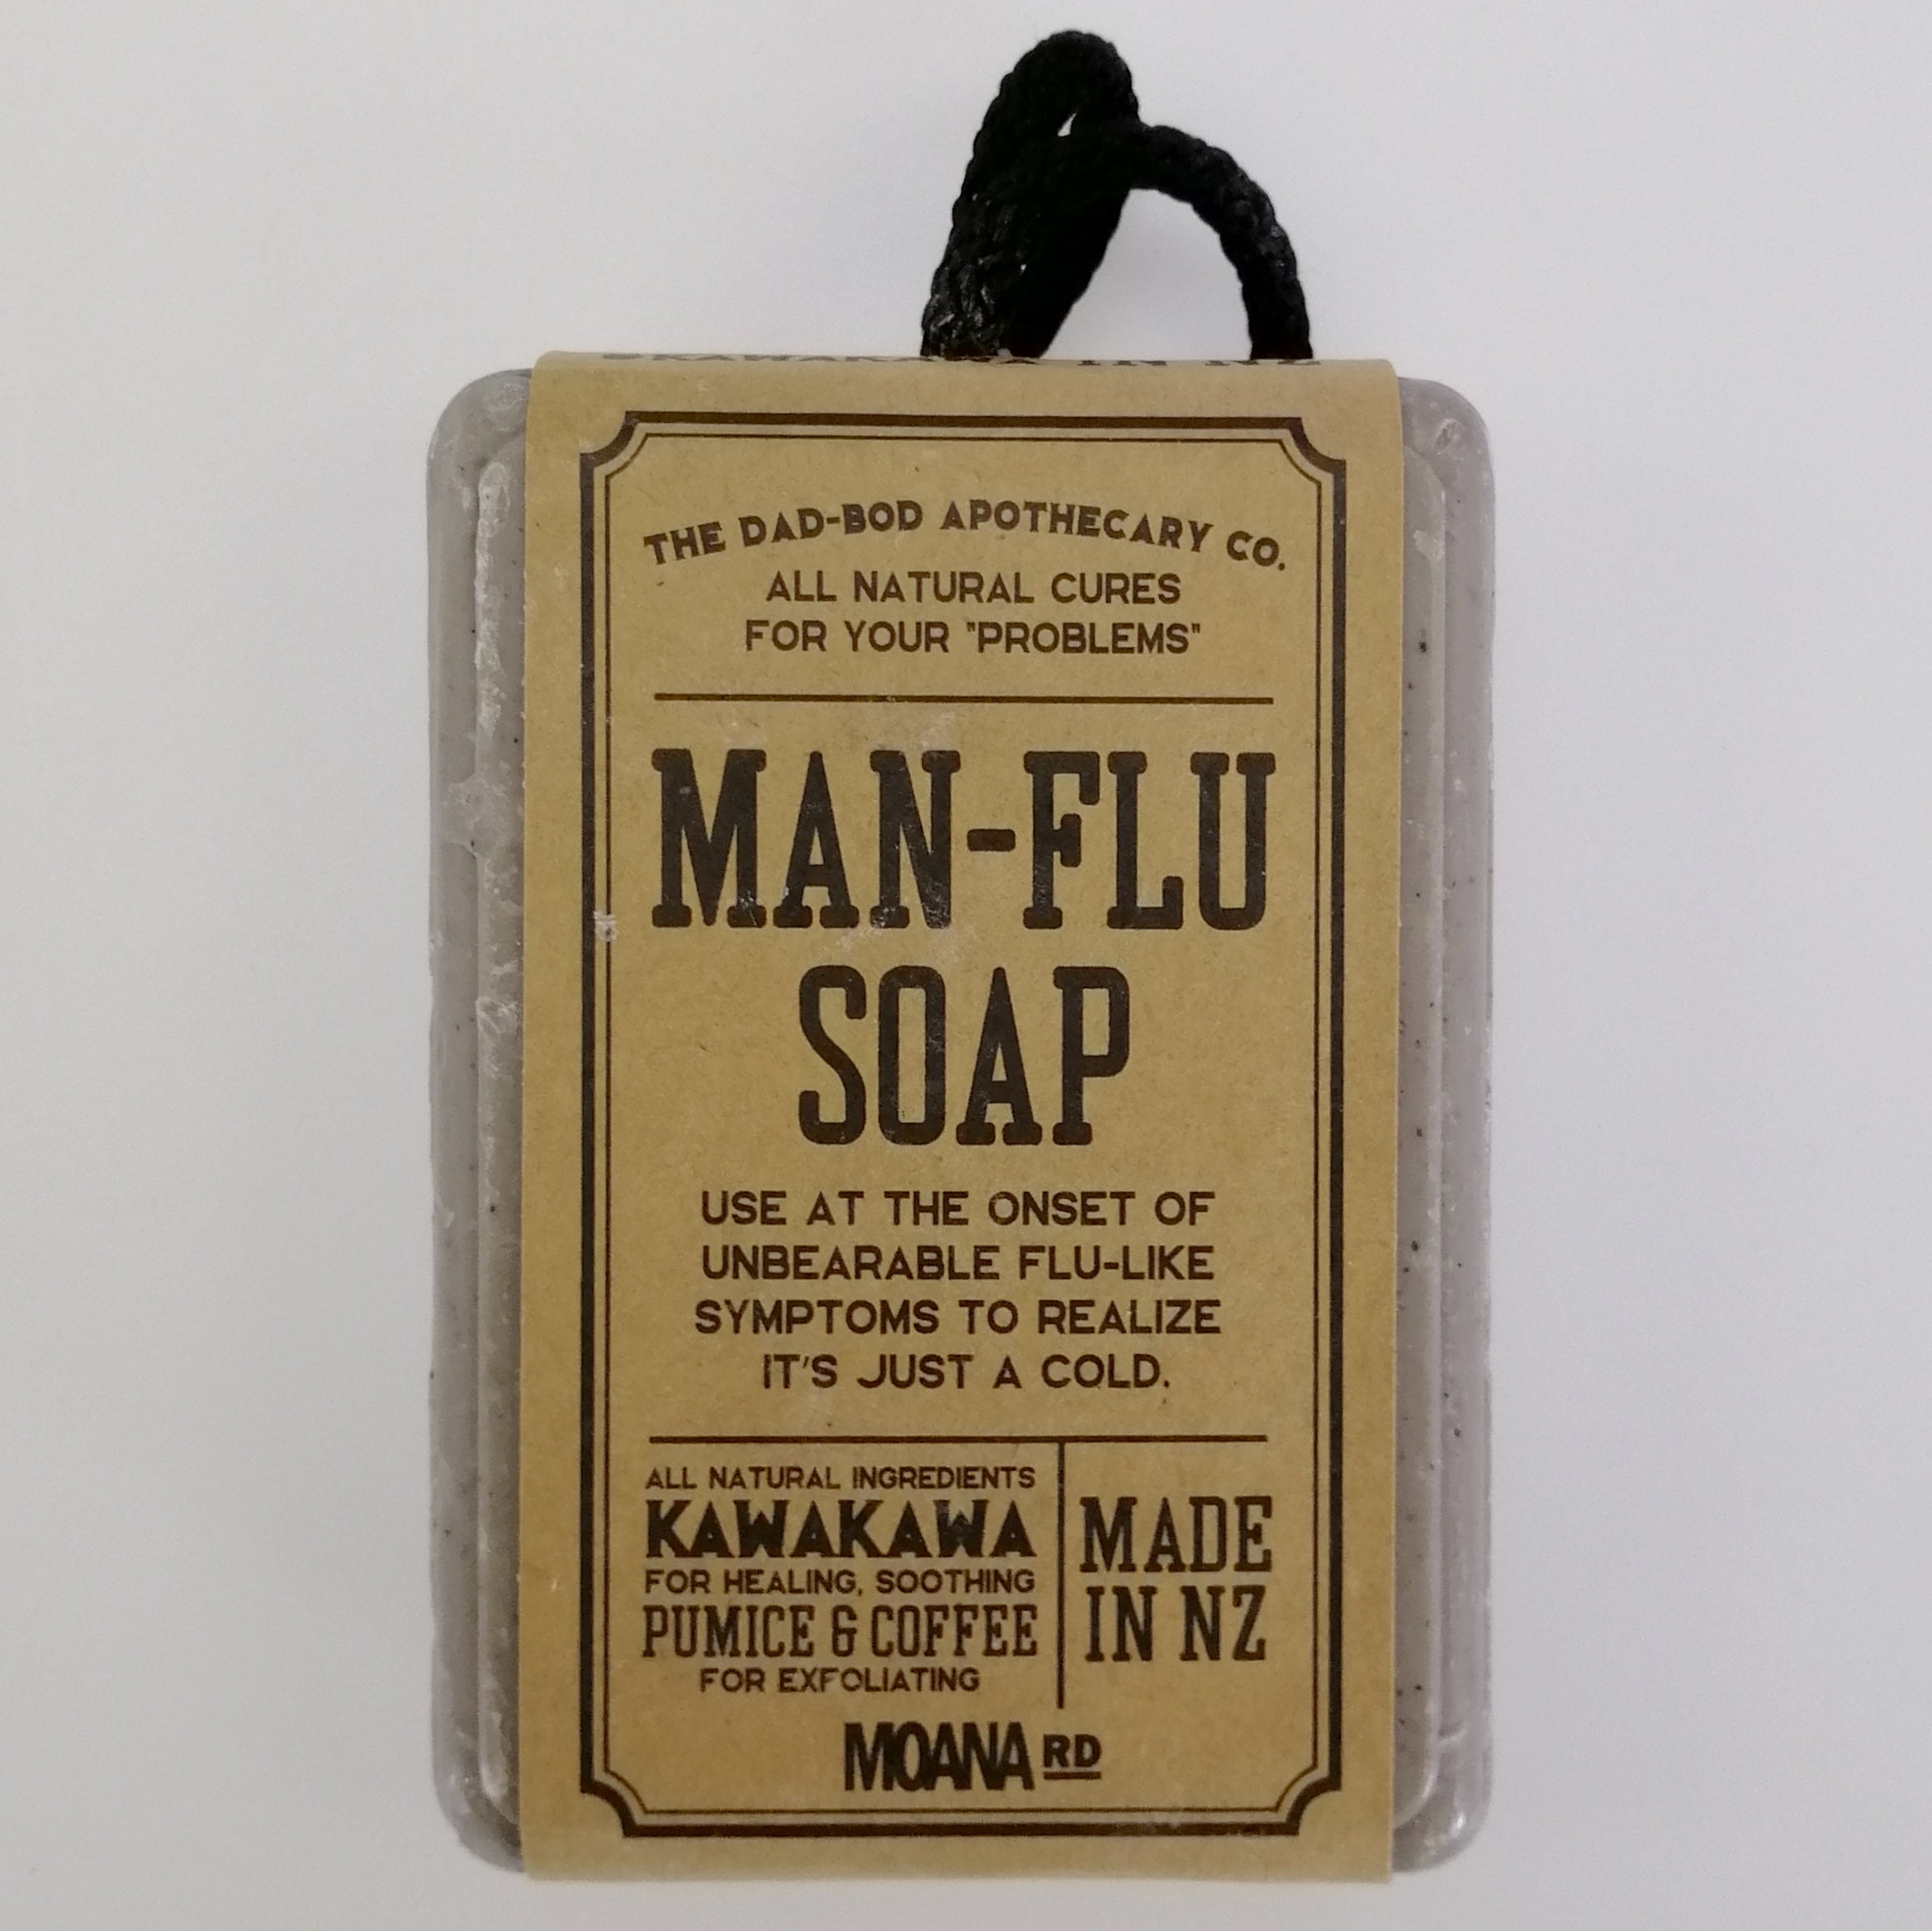 THE DAD-BOD APOTHECARY CO.
ALL NATURAL CURES
FOR YOUR "PROBLEMS"
MAN-FLU
SOAP
USE AT THE ONSET OF
UNBEARABLE FLU-LIKE
SYMPTOMS TO REALIZE
IT'S JUST A COLD.
ALL NATURAL INGREDIENTS
KAWAKAWA
FOR HEALING, SOOTHING
PUMICE & COFFEE
FOR EXFOLIATING
MADE
IN NZ
MOANA RD